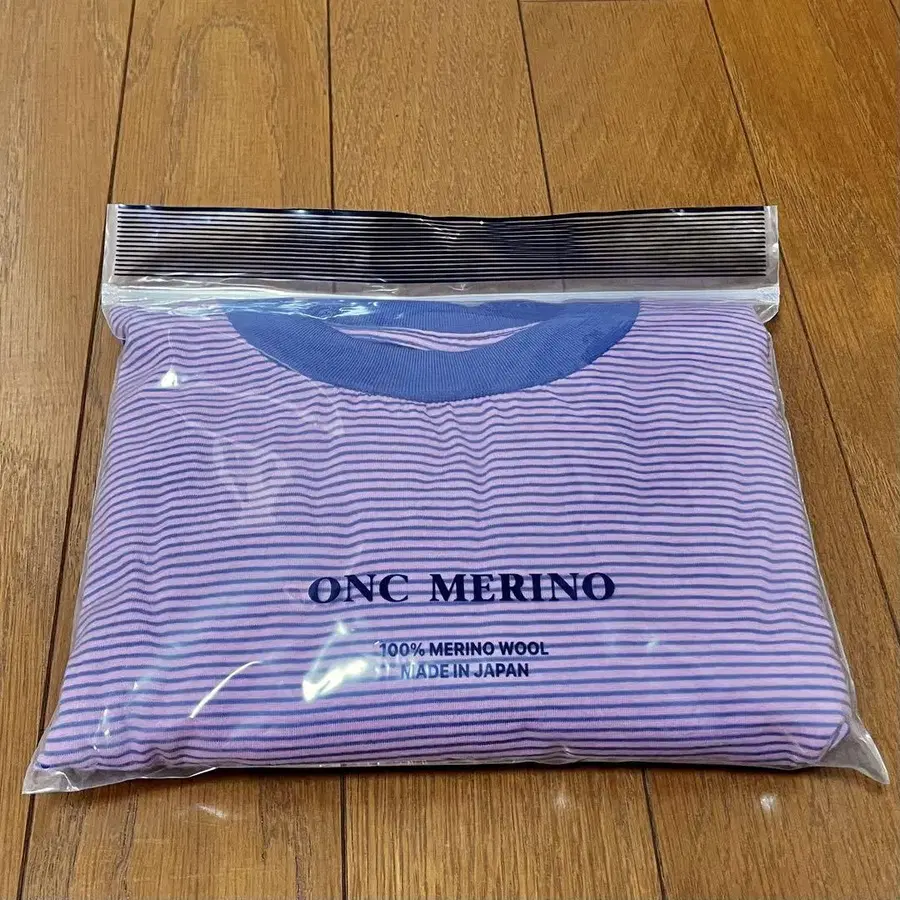 ONC MERINO
100% MERINO WOOL
MADE IN JAPAN